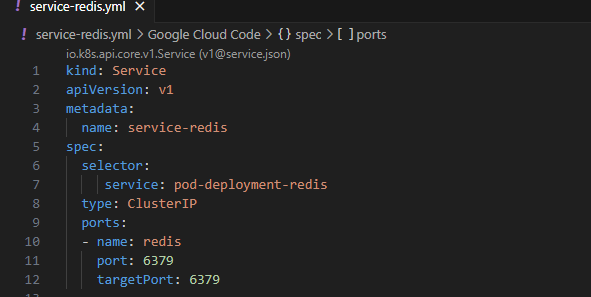 service-redis.yml
service-redis.yml > Google Cloud Code > {} spec > [ ] ports
io.k8s.api.core.v1.Service (v1@service.json)
1 kind: Service
2 apiVersion: v1
3 metadata:
4   name: service-redis
5 spec:
6   selector:
7     service: pod-deployment-redis
8   type: ClusterIP
9   ports:
10   - name: redis
11     port: 6379
12     targetPort: 6379